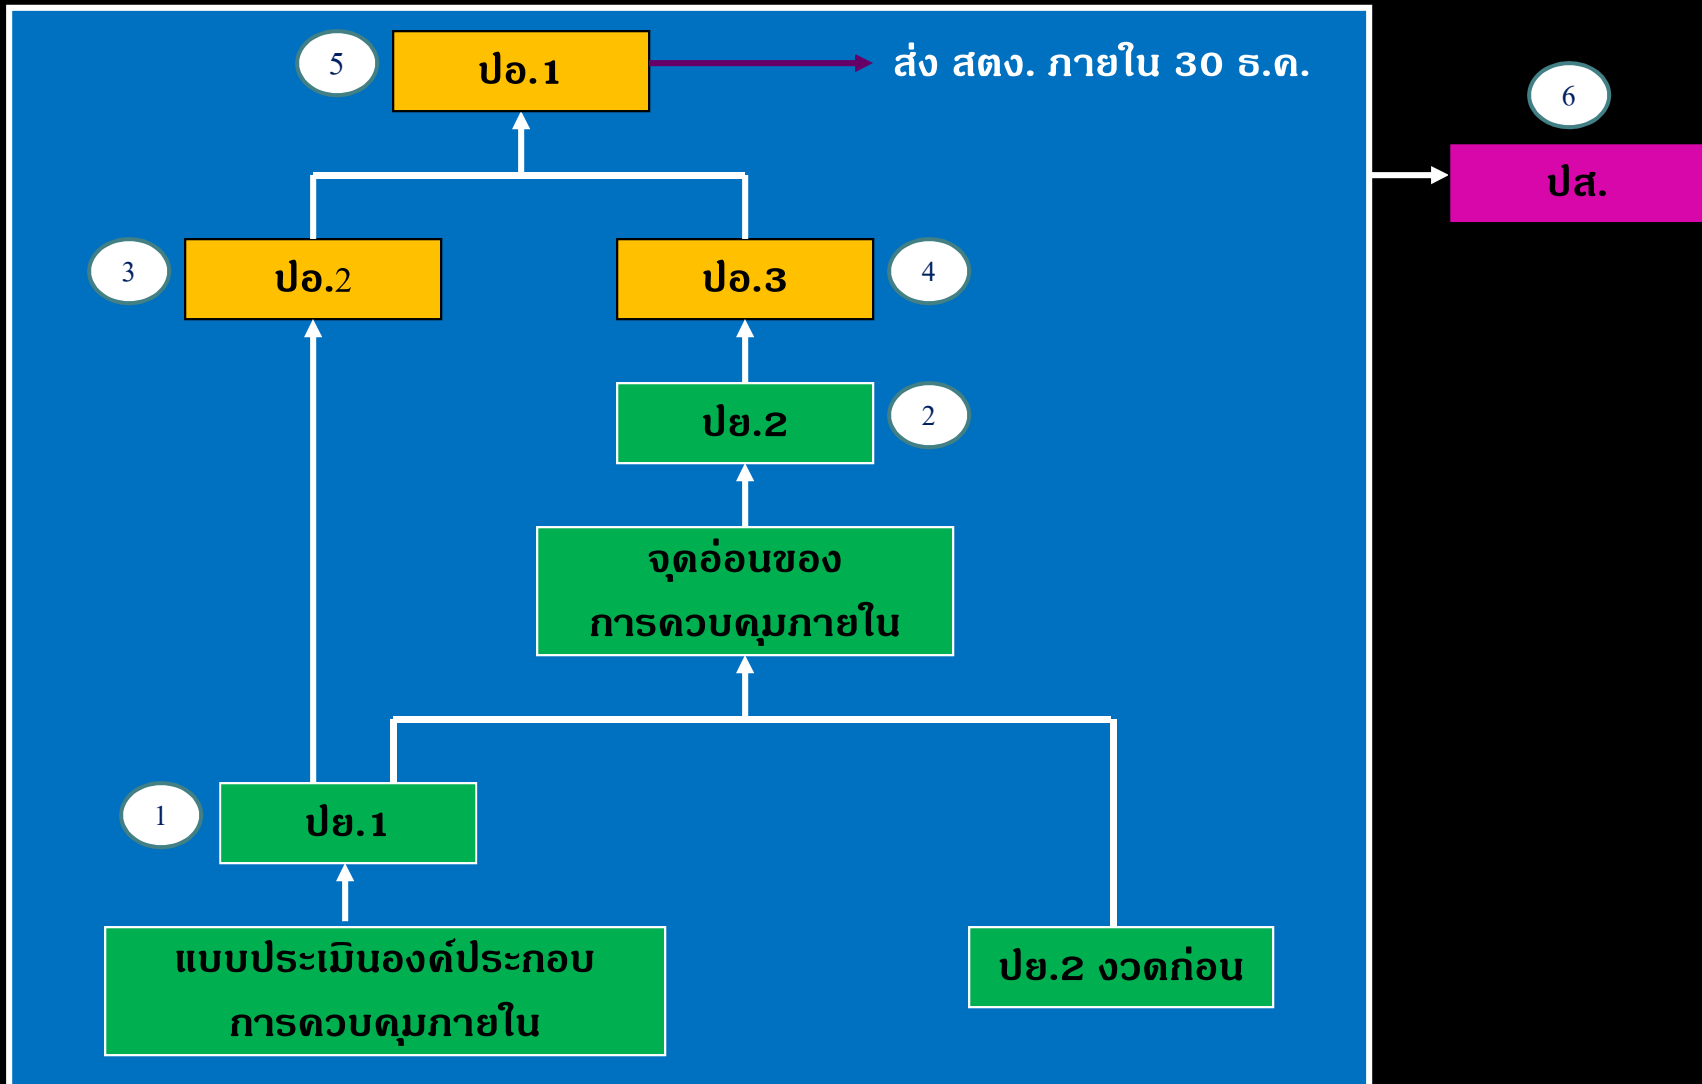 5
ปอ.1
ส่ง สตง. ภายใน 30 ธ.ค.
6
ปส.
3
ปอ.2
ปอ.3
4
ปย.2
2
จุดอ่อนของ
การควบคุมภายใน
1
ปย.1
แบบประเมินองค์ประกอบ
การควบคุมภายใน
ปย.2 งวดก่อน